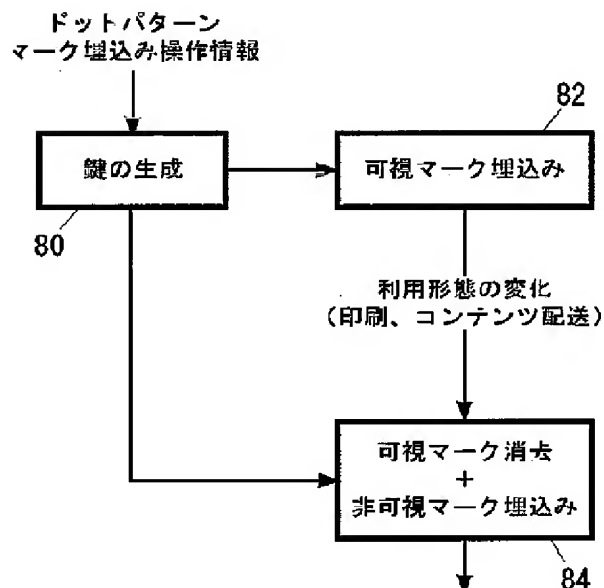 ドットパターン
マーク埋込み操作情報
82
鍵の生成
可視マーク埋込み
80
利用形態の変化
(印刷、コンテンツ配送)
可視マーク消去
+
非可視マーク埋込み
84